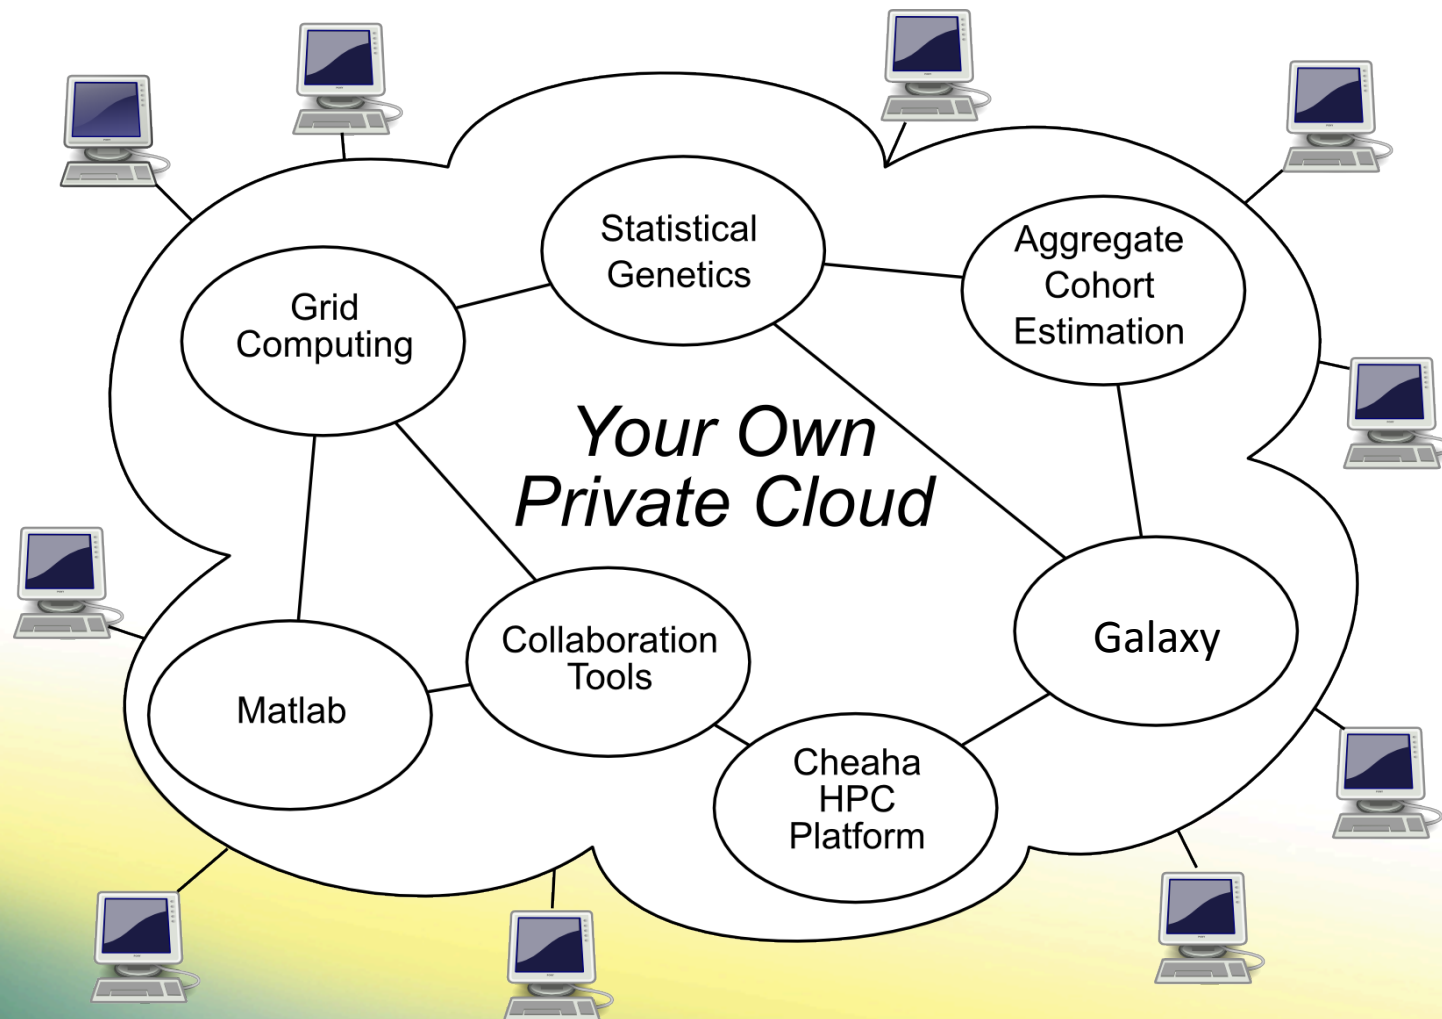 Statistical
Genetics
Aggregate
Cohort
Estimation
Grid
Computing
Your Own
Private Cloud
Collaboration
Tools
Galaxy
Matlab
Cheaha
HPC
Platform